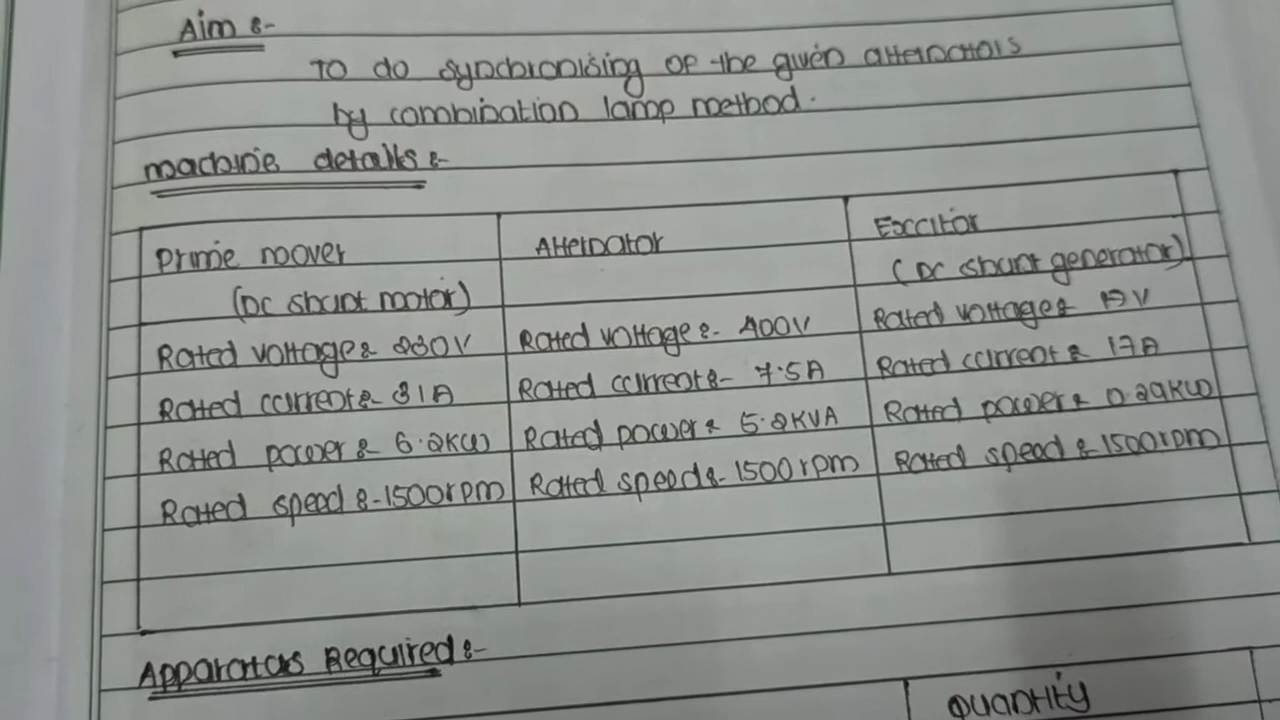 Aim :-
To do synchronising of the given alternators
by combination lamp method.
Machine details :-
Prime mover
(DC shunt motor)
Rated voltage :- 230V
Rated current :- 31A
Rated power :- 6.2KW
Rated speed :- 1500rpm
Alternator
Rated voltage :- 400V
Rated current :- 7.5A
Rated power :- 5.2KVA
Rated speed :- 1500rpm
Exciter
(DC shunt generator)
Rated voltage :-
Rated current :- 17A
Rated power :-
Rated speed :- 1500rpm
Apparatus Required :-
Quantity